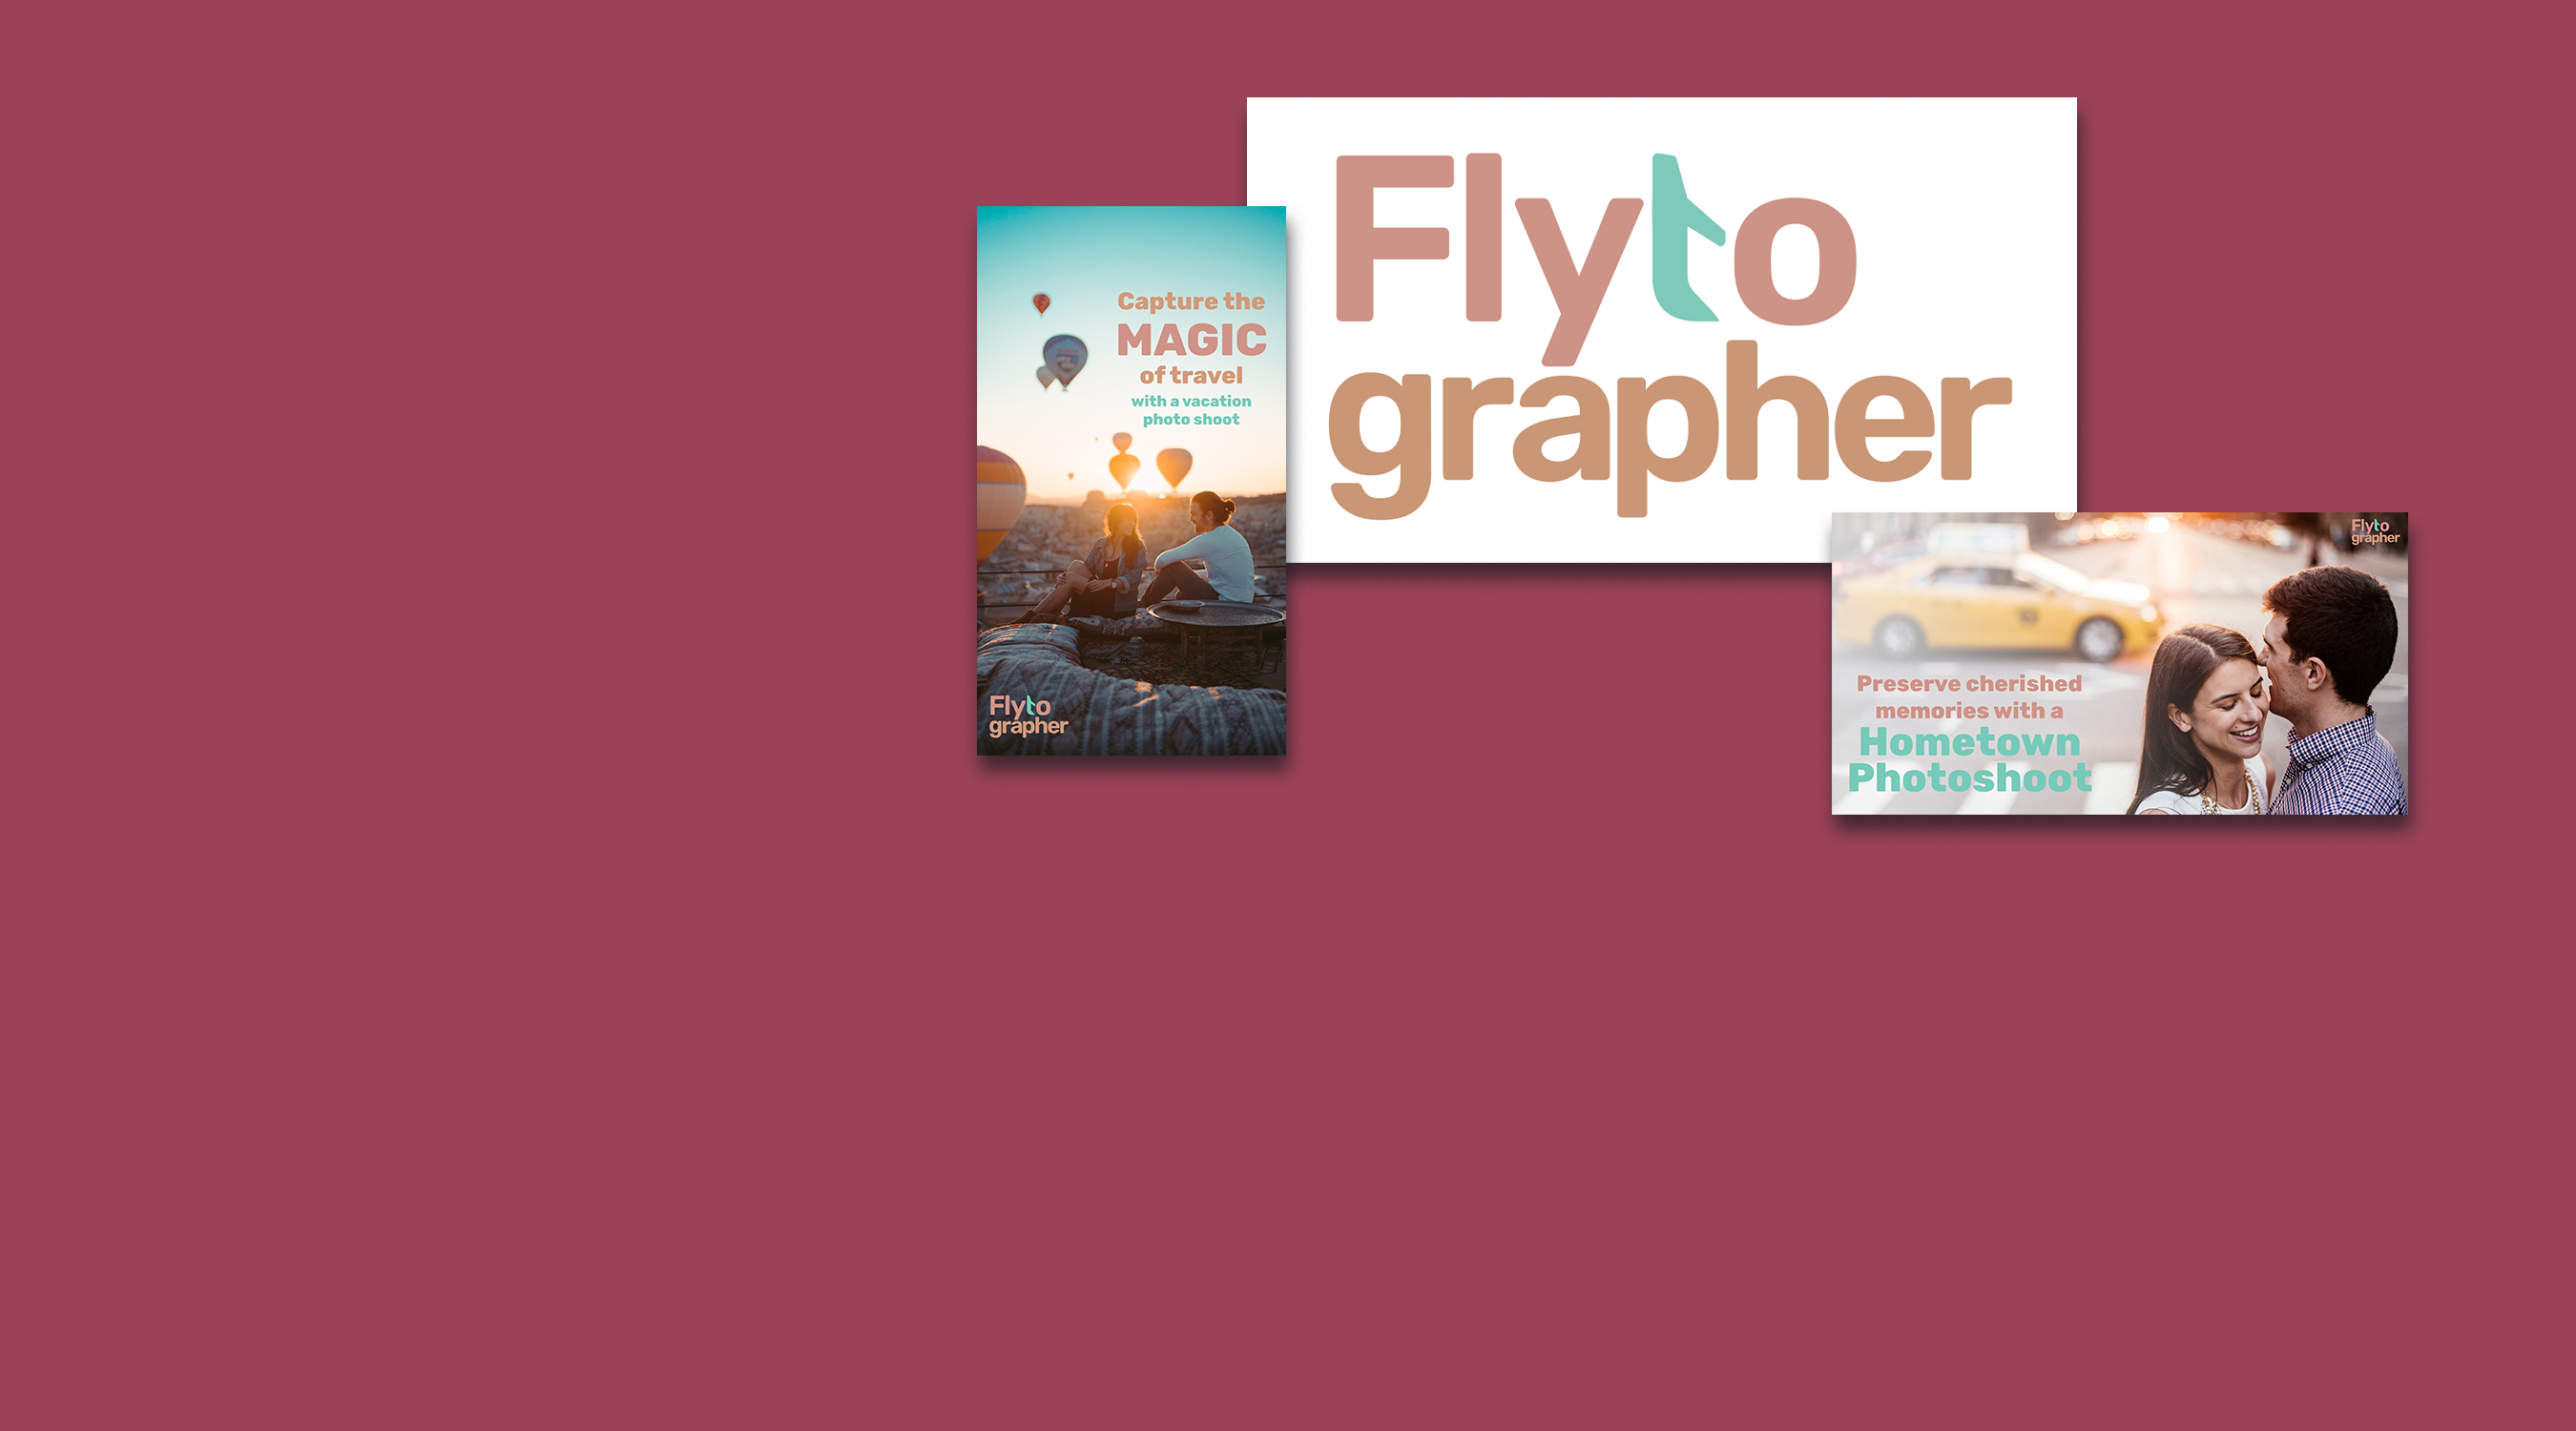 Flyto
grapher
Capture the
MAGIC
of travel
with a vacation
photo shoot
Flyto
grapher
Flyto
grapher
Preserve cherished
memories with a
Hometown
Photoshoot